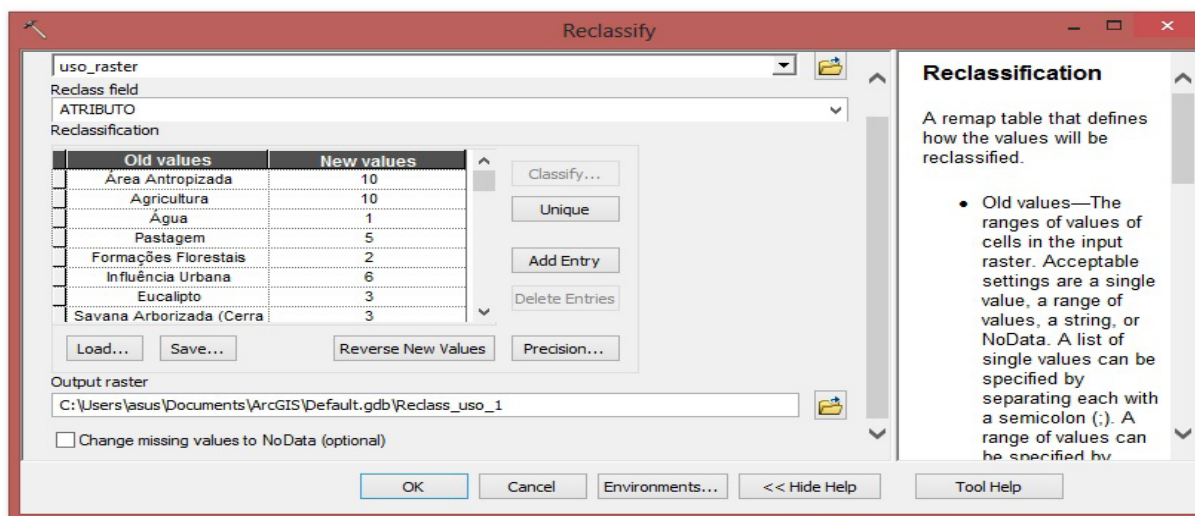 Reclassify
uso_raster
Reclass field
ATRIBUTO
Reclassification
Old values New values
Área Antropizada 10
Agricultura 10
Água 1
Pastagem 5
Formações Florestais 2
Influência Urbana 6
Eucalipto 3
Savana Arborizada (Cerra 3
Classify...
Unique
Add Entry
Delete Entries
Load... Save... Reverse New Values Precision...
Output raster
C:\Users\asus\Documents\ArcGIS\Default.gdb\Reclass_uso_1
Change missing values to NoData (optional)
OK Cancel Environments... << Hide Help Tool Help
Reclassification
A remap table that defines
how the values will be
reclassified.
• Old values—The
ranges of values of
cells in the input
raster. Acceptable
settings are a single
value, a range of
values, a string, or
NoData. A list of
single values can be
specified by
separating each with
a semicolon (;). A
range of values can
be specified by